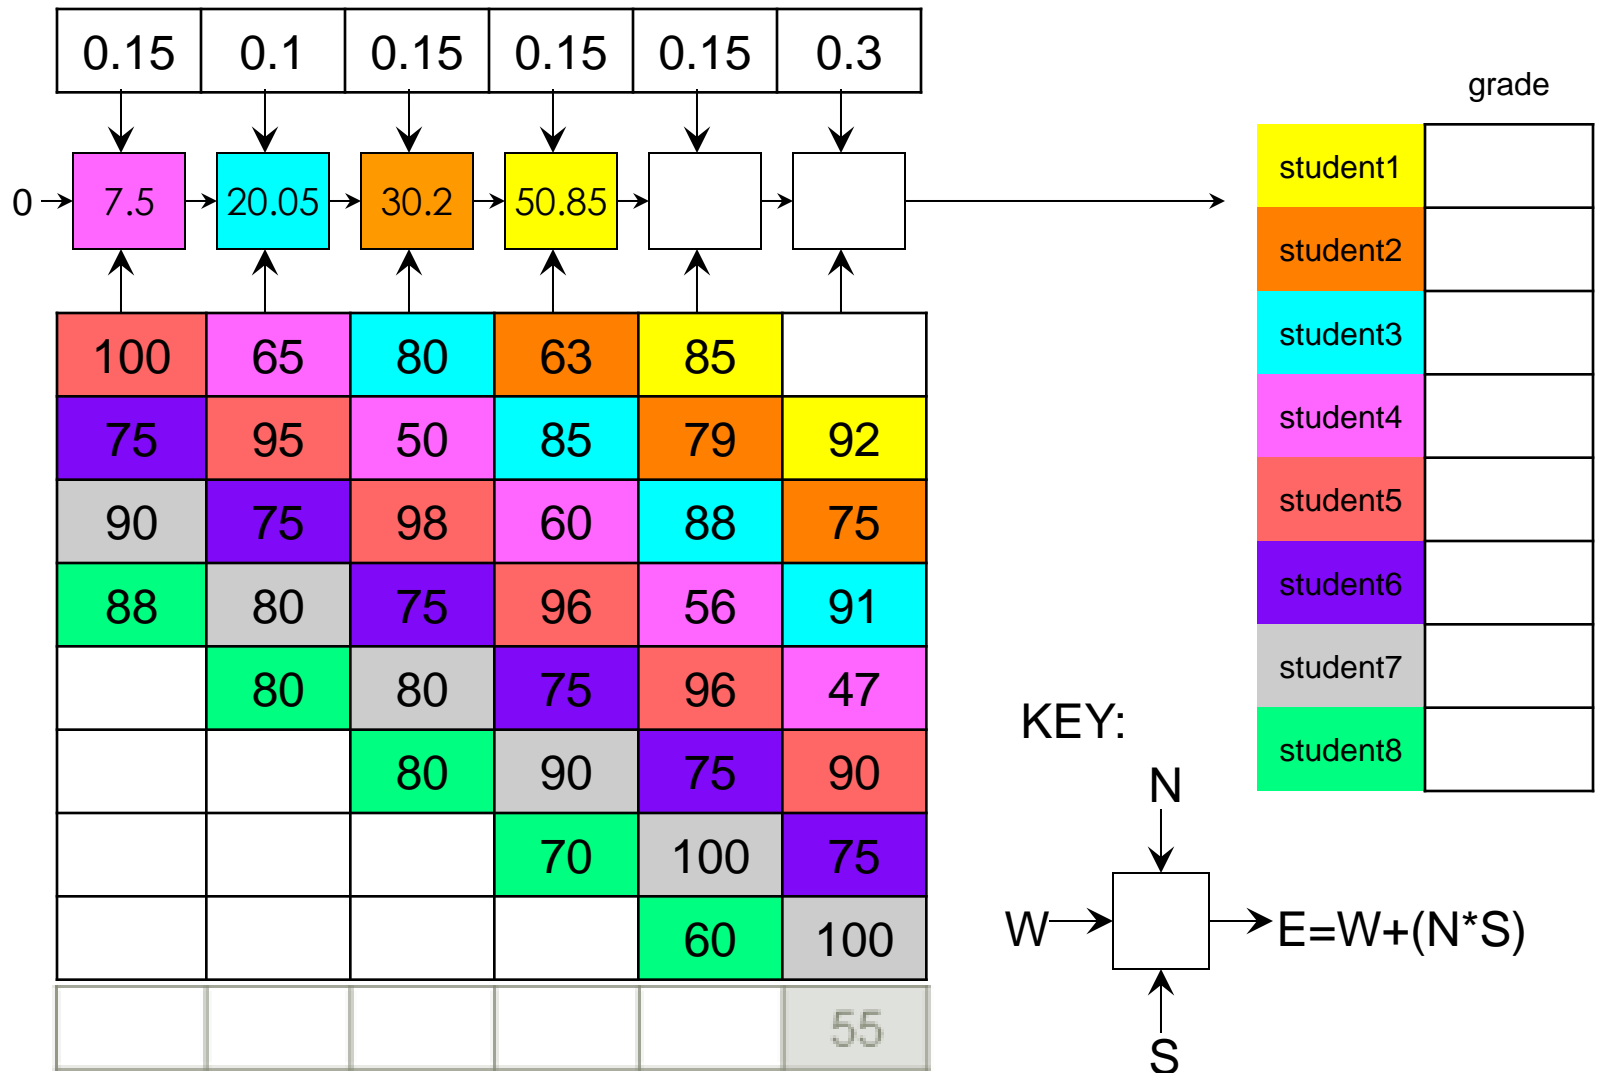 0.15 0.1 0.15 0.15 0.15 0.3
grade
0 7.5 20.05 30.2 50.85
student1
student2
student3
student4
student5
student6
student7
student8
100 65 80 63 85
75 95 50 85 79 92
90 75 98 60 88 75
88 80 75 96 56 91
80 80 75 96 47
80 90 75 90
70 100 75
60 100
55
KEY:
N
W E=W+(N*S)
S